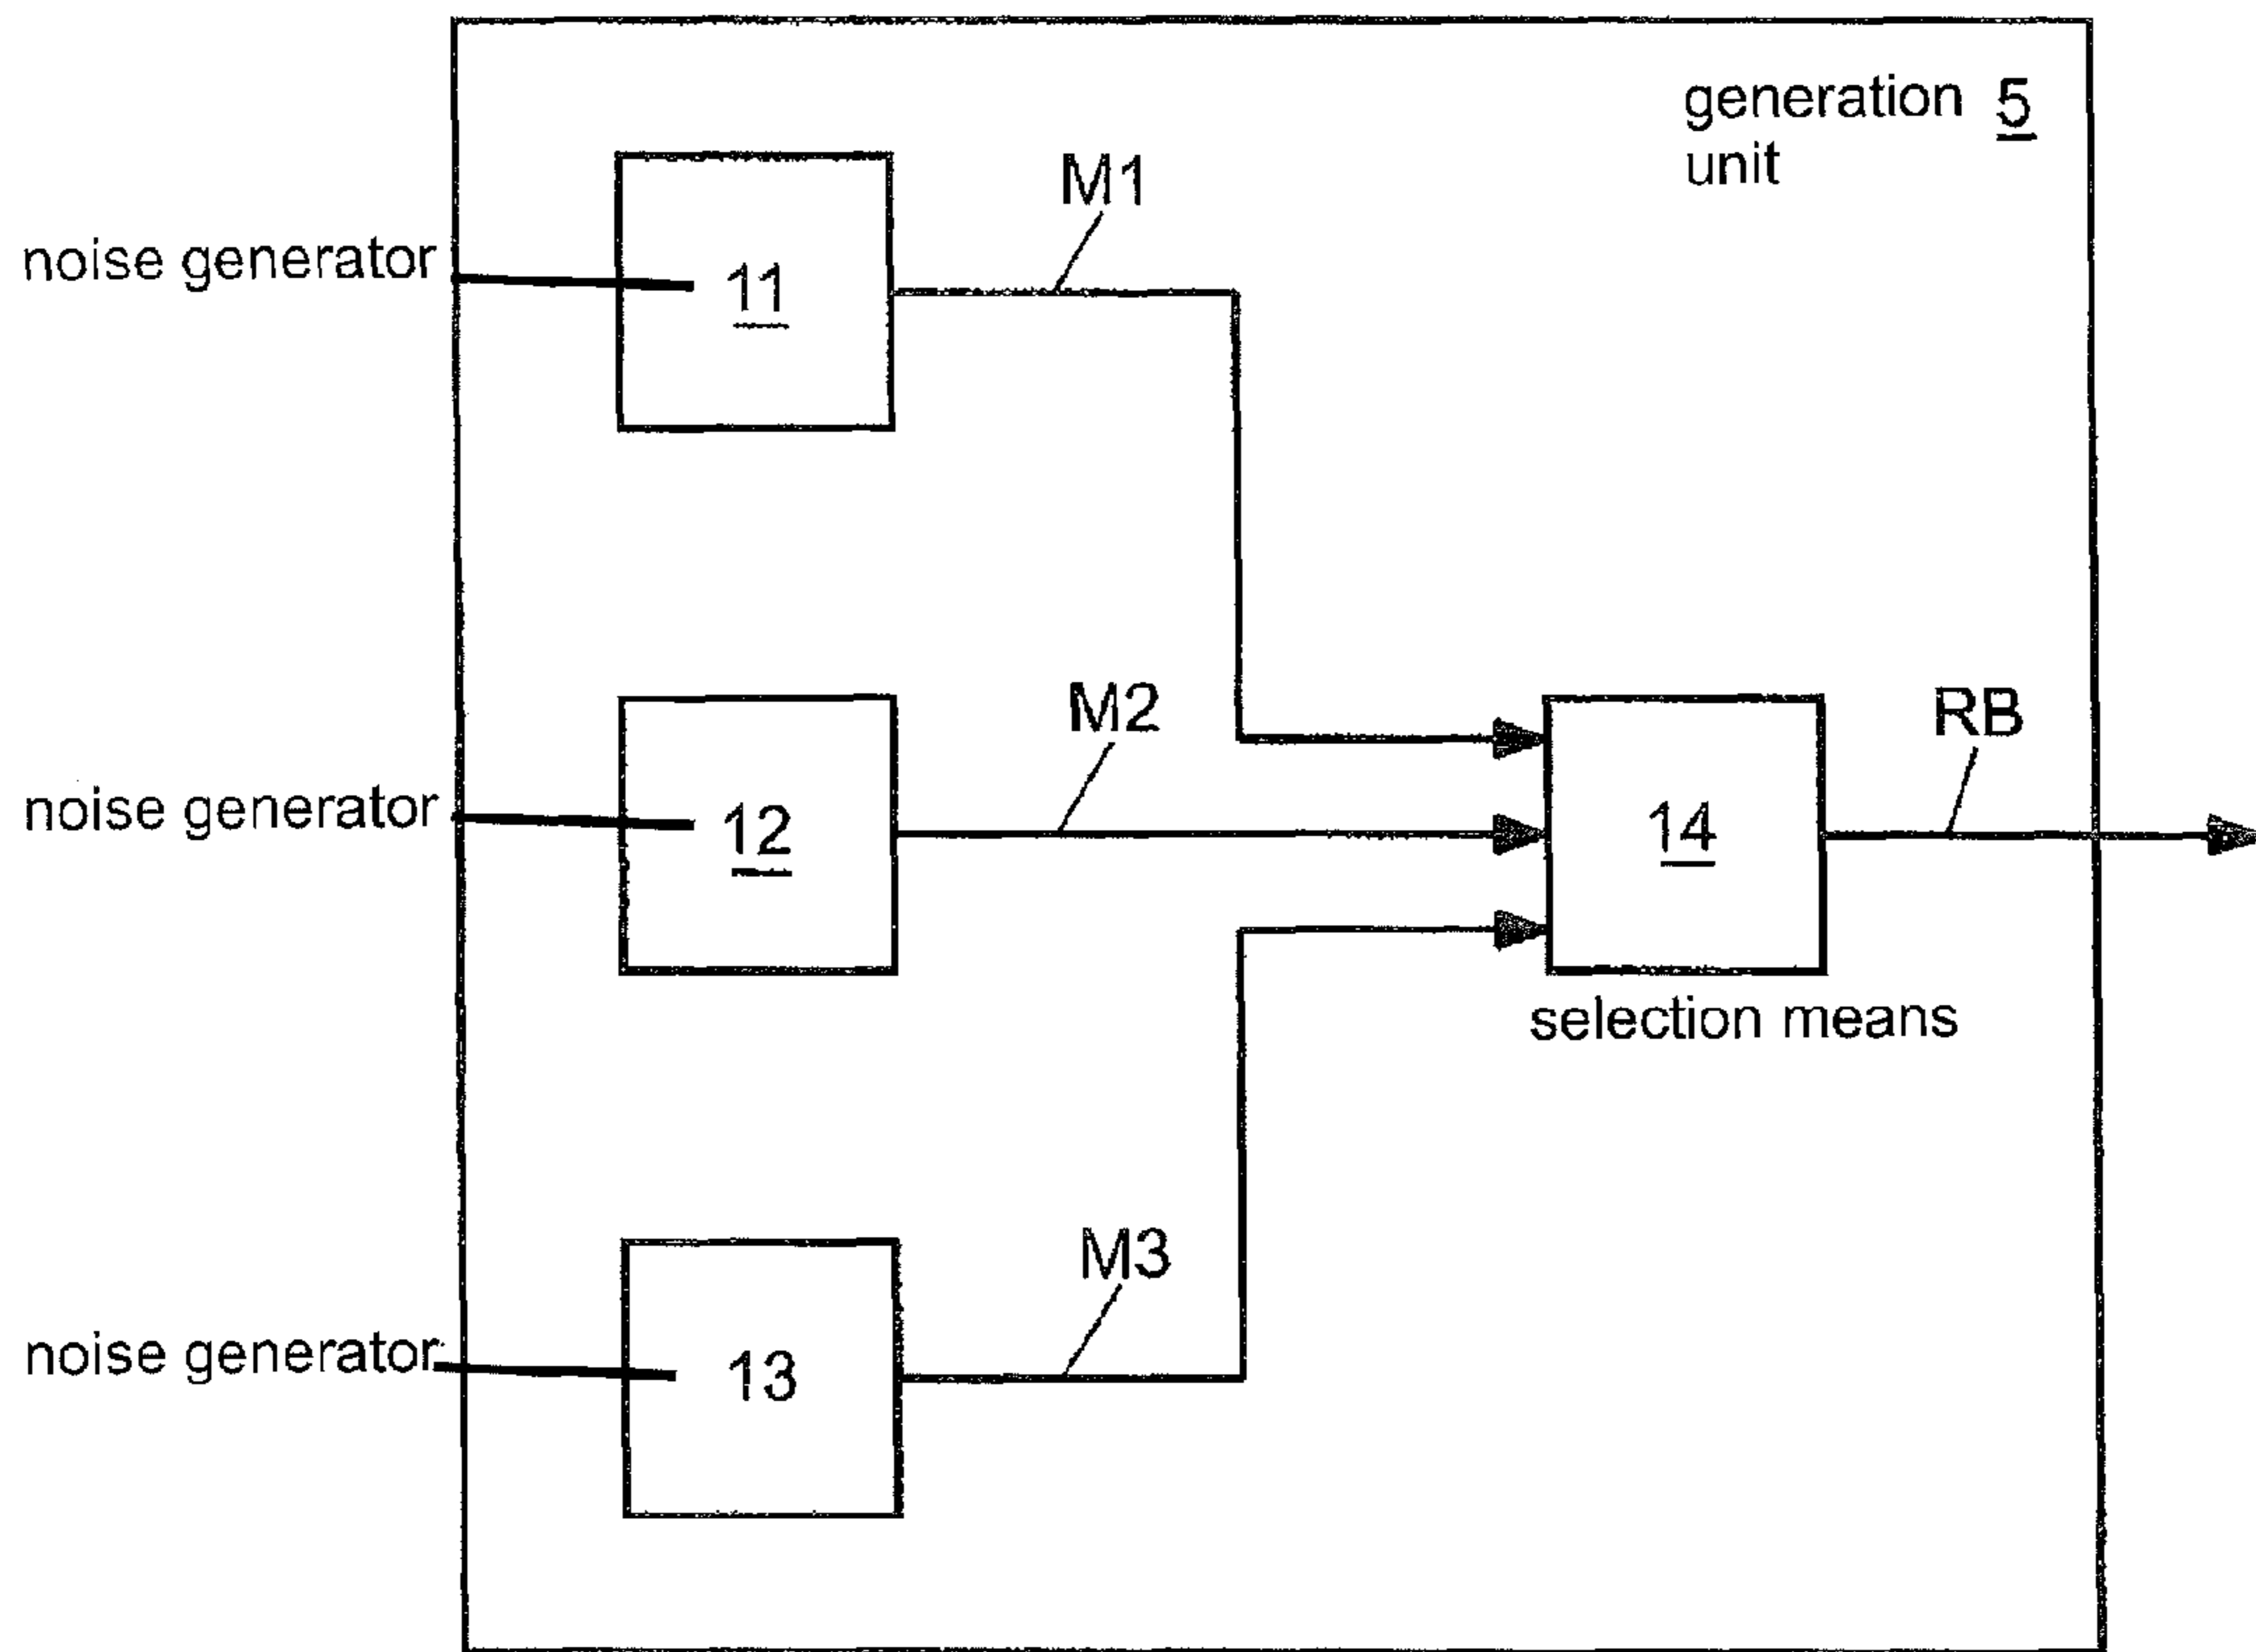 generation 5
unit
M1
noise generator
11
M2
RB
noise generator
12
14
selection means
M3
noise generator
13